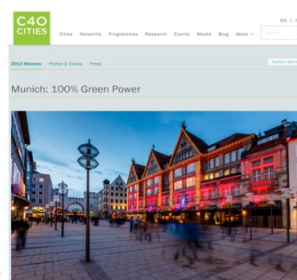 C40
CITIES
EN |
Cities Networks Programmes Research Events Media Blog About
2013 Winners Photos & Videos Press
Munich: 100% Green Power